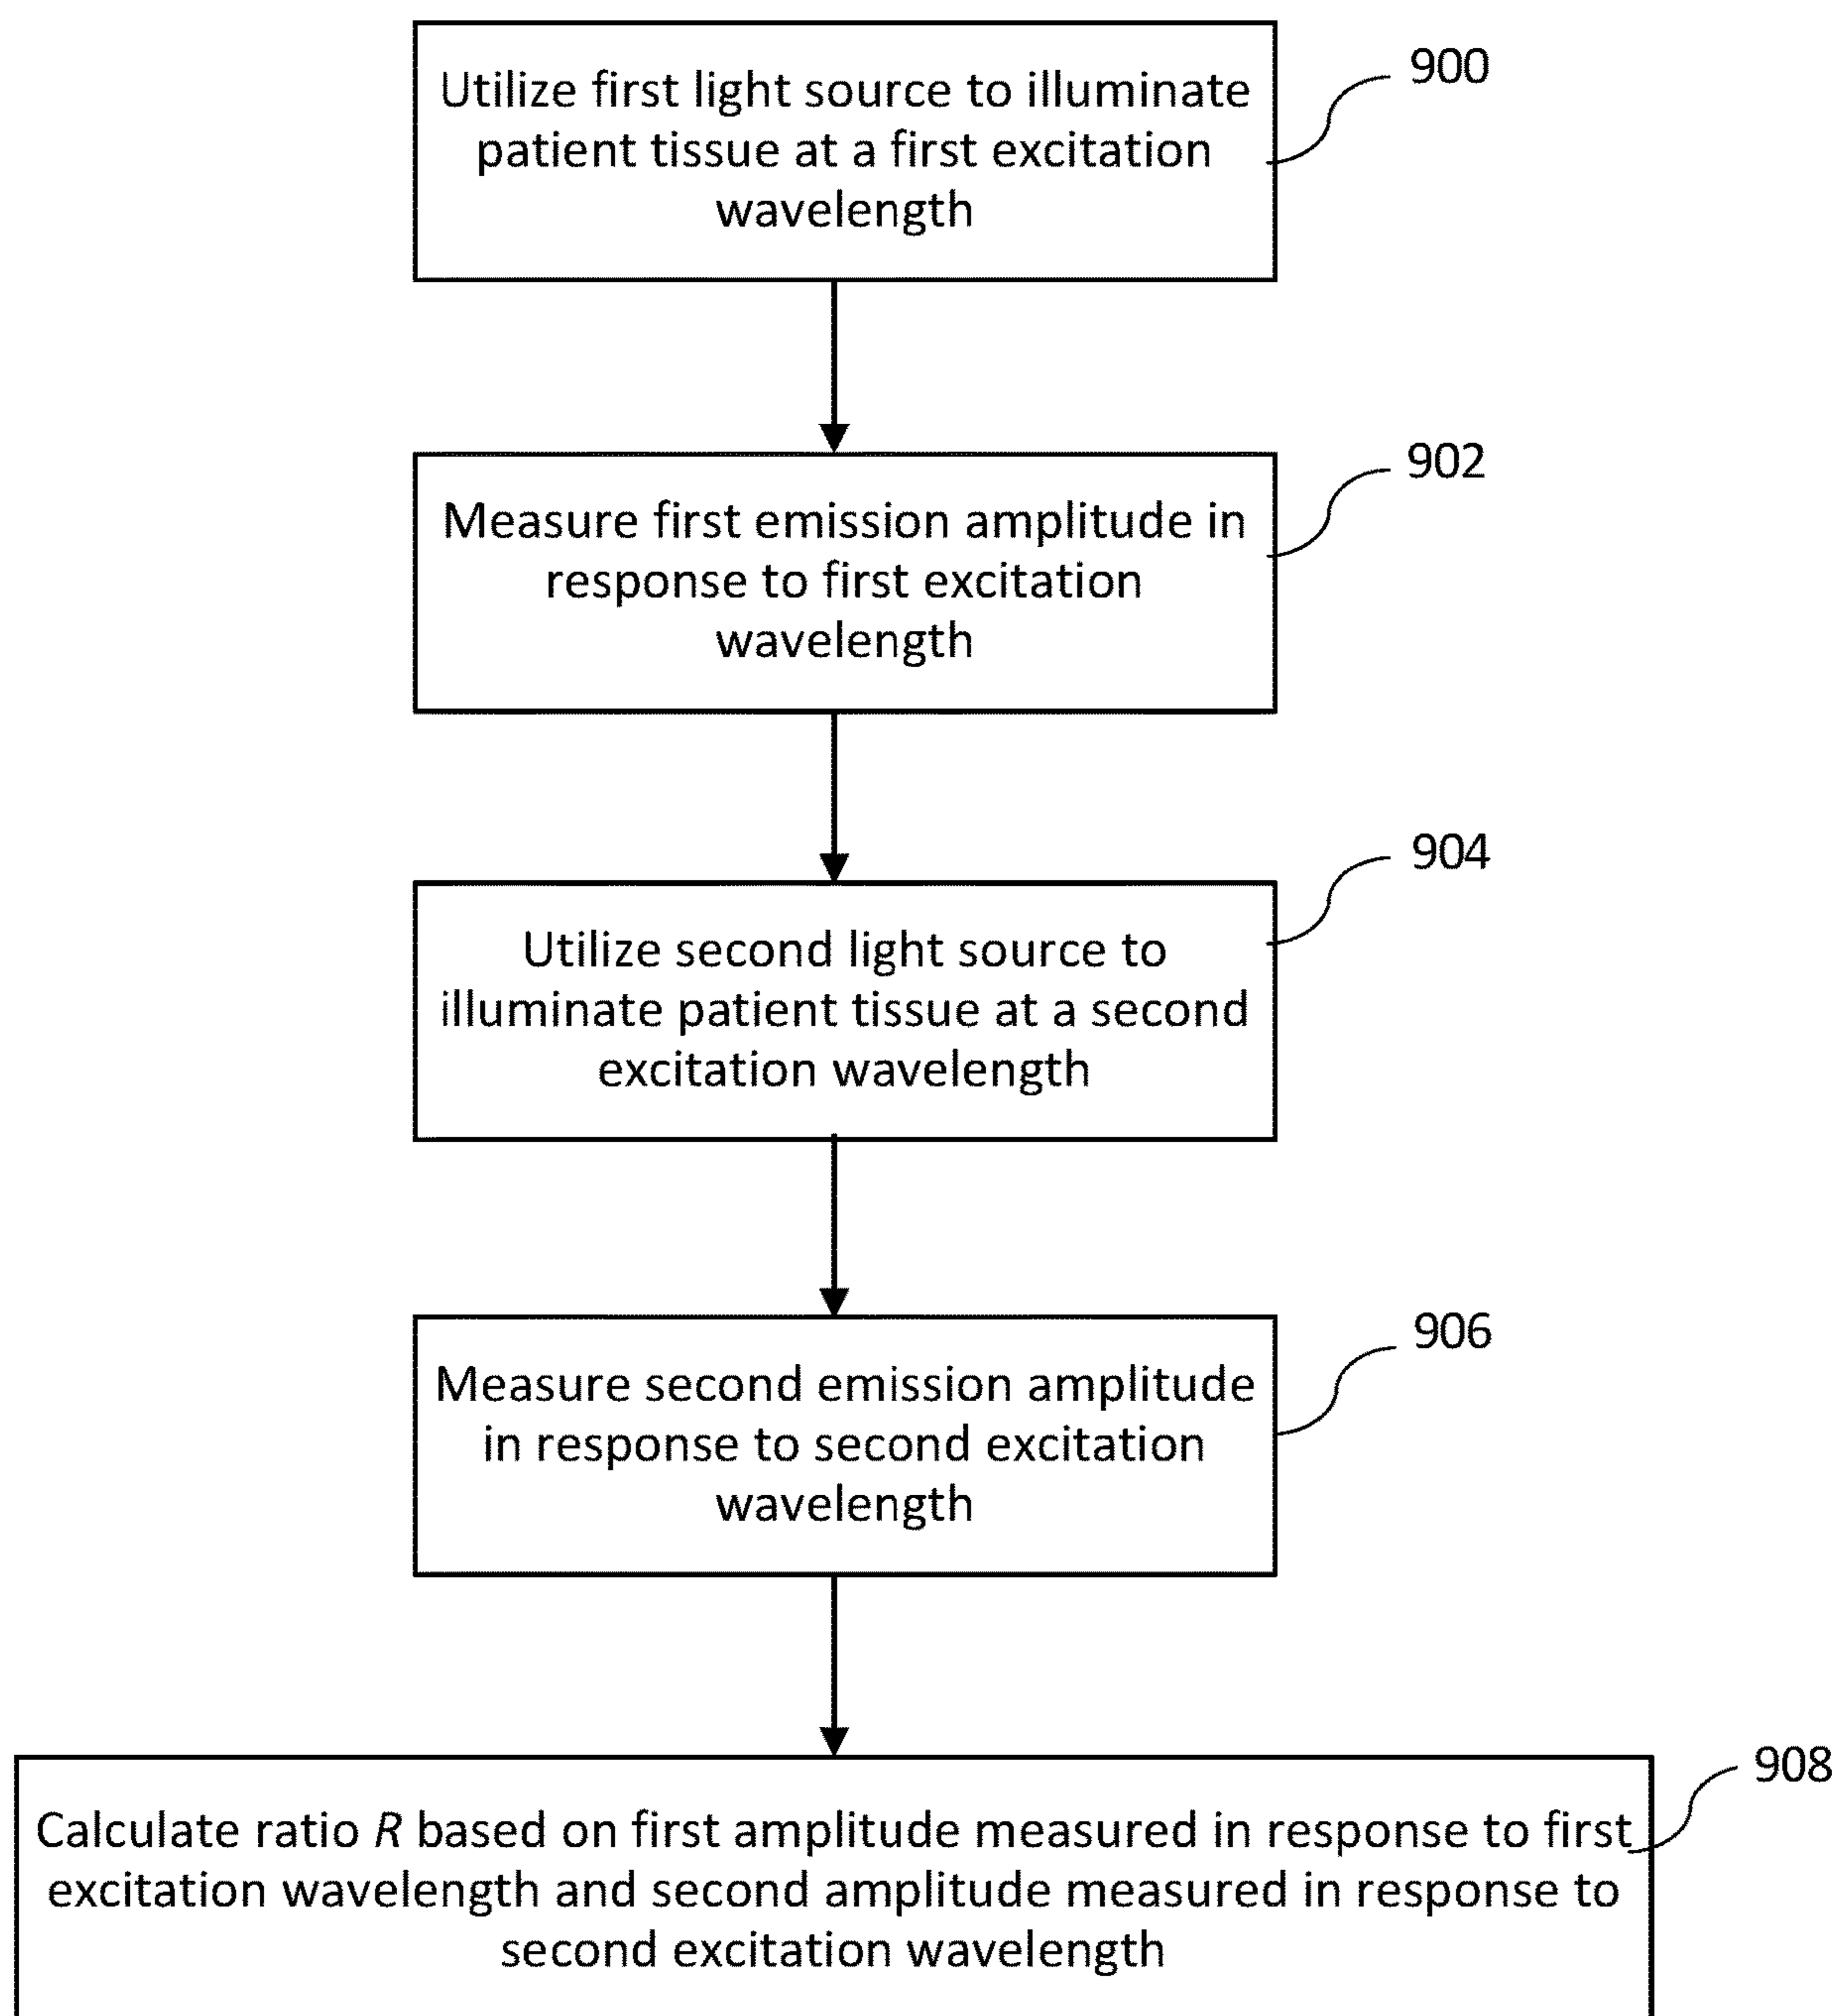 Utilize first light source to illuminate
patient tissue at a first excitation
wavelength
900
Measure first emission amplitude in
response to first excitation
wavelength
902
Utilize second light source to
illuminate patient tissue at a second
excitation wavelength
904
Measure second emission amplitude
in response to second excitation
wavelength
906
Calculate ratio R based on first amplitude measured in response to first
excitation wavelength and second amplitude measured in response to
second excitation wavelength
908